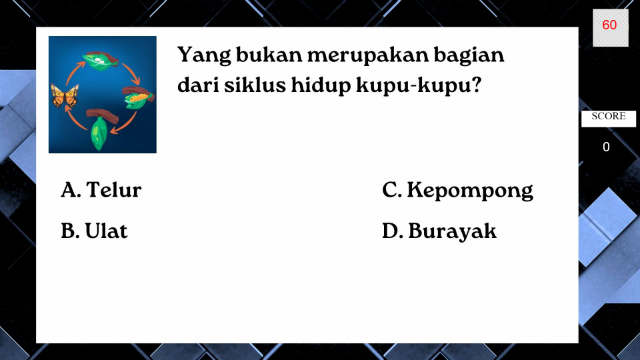 60
Yang bukan merupakan bagian
dari siklus hidup kupu-kupu?
SCORE
0
A. Telur
B. Ulat
C. Kepompong
D. Burayak